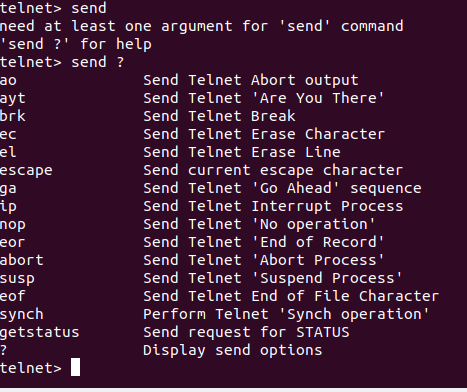 telnet> send
need at least one argument for 'send' command
'send ?' for help
telnet> send ?
ao Send Telnet Abort output
ayt Send Telnet 'Are You There'
brk Send Telnet Break
ec Send Telnet Erase Character
el Send Telnet Erase Line
escape Send current escape character
ga Send Telnet 'Go Ahead' sequence
ip Send Telnet Interrupt Process
nop Send Telnet 'No operation'
eor Send Telnet 'End of Record'
abort Send Telnet 'Abort Process'
susp Send Telnet 'Suspend Process'
eof Send Telnet End of File Character
synch Perform Telnet 'Synch operation'
getstatus Send request for STATUS
? Display send options
telnet>